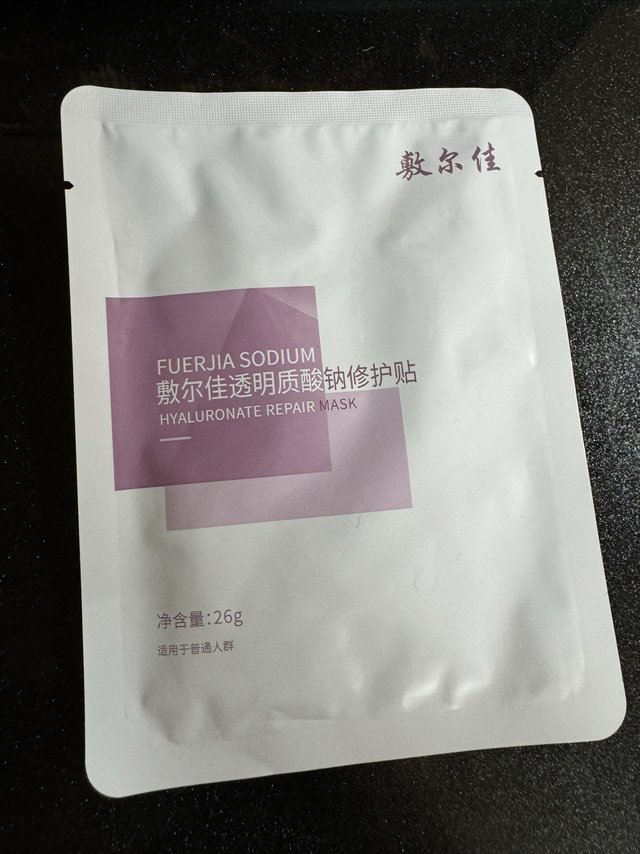 敷尔佳
FUERJIA SODIUM
敷尔佳透明质酸钠修护贴
HYALURONATE REPAIR MASK
净含量:26g
适用于普通人群